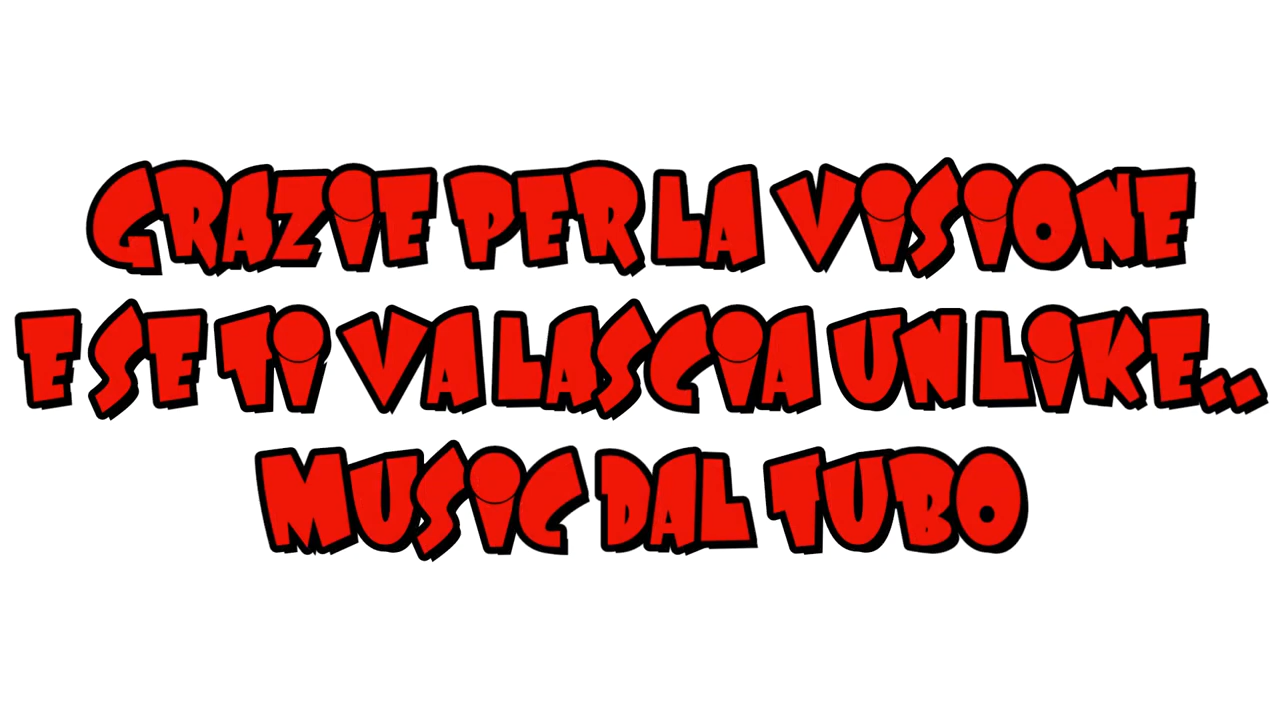 GRAZIE PER LA VISIONE
E SE TI VA LASCIA UN LIKE..
MUSIC DAL TUBO